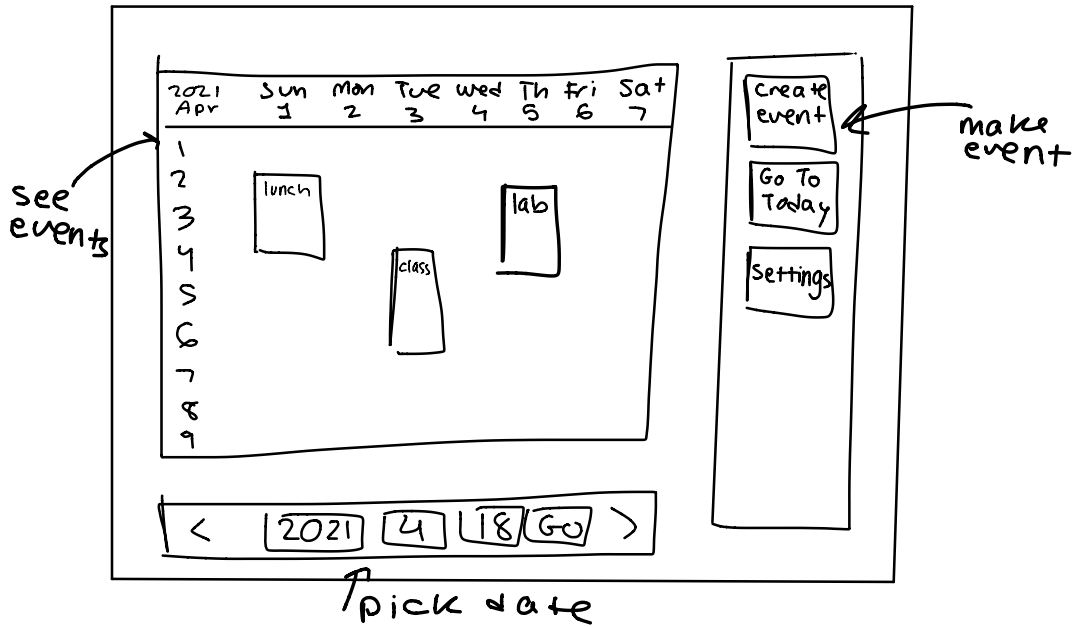 2021 Sun Mon Tue wed Th Fri Sat
Apr 1 2 3 4 5 6 7
1
2
3
4
5
6
7
8
9
lunch
class
lab
see
events
Create
event
Go To
Today
Settings
make
event
< 2021 4 18 Go >
pick date